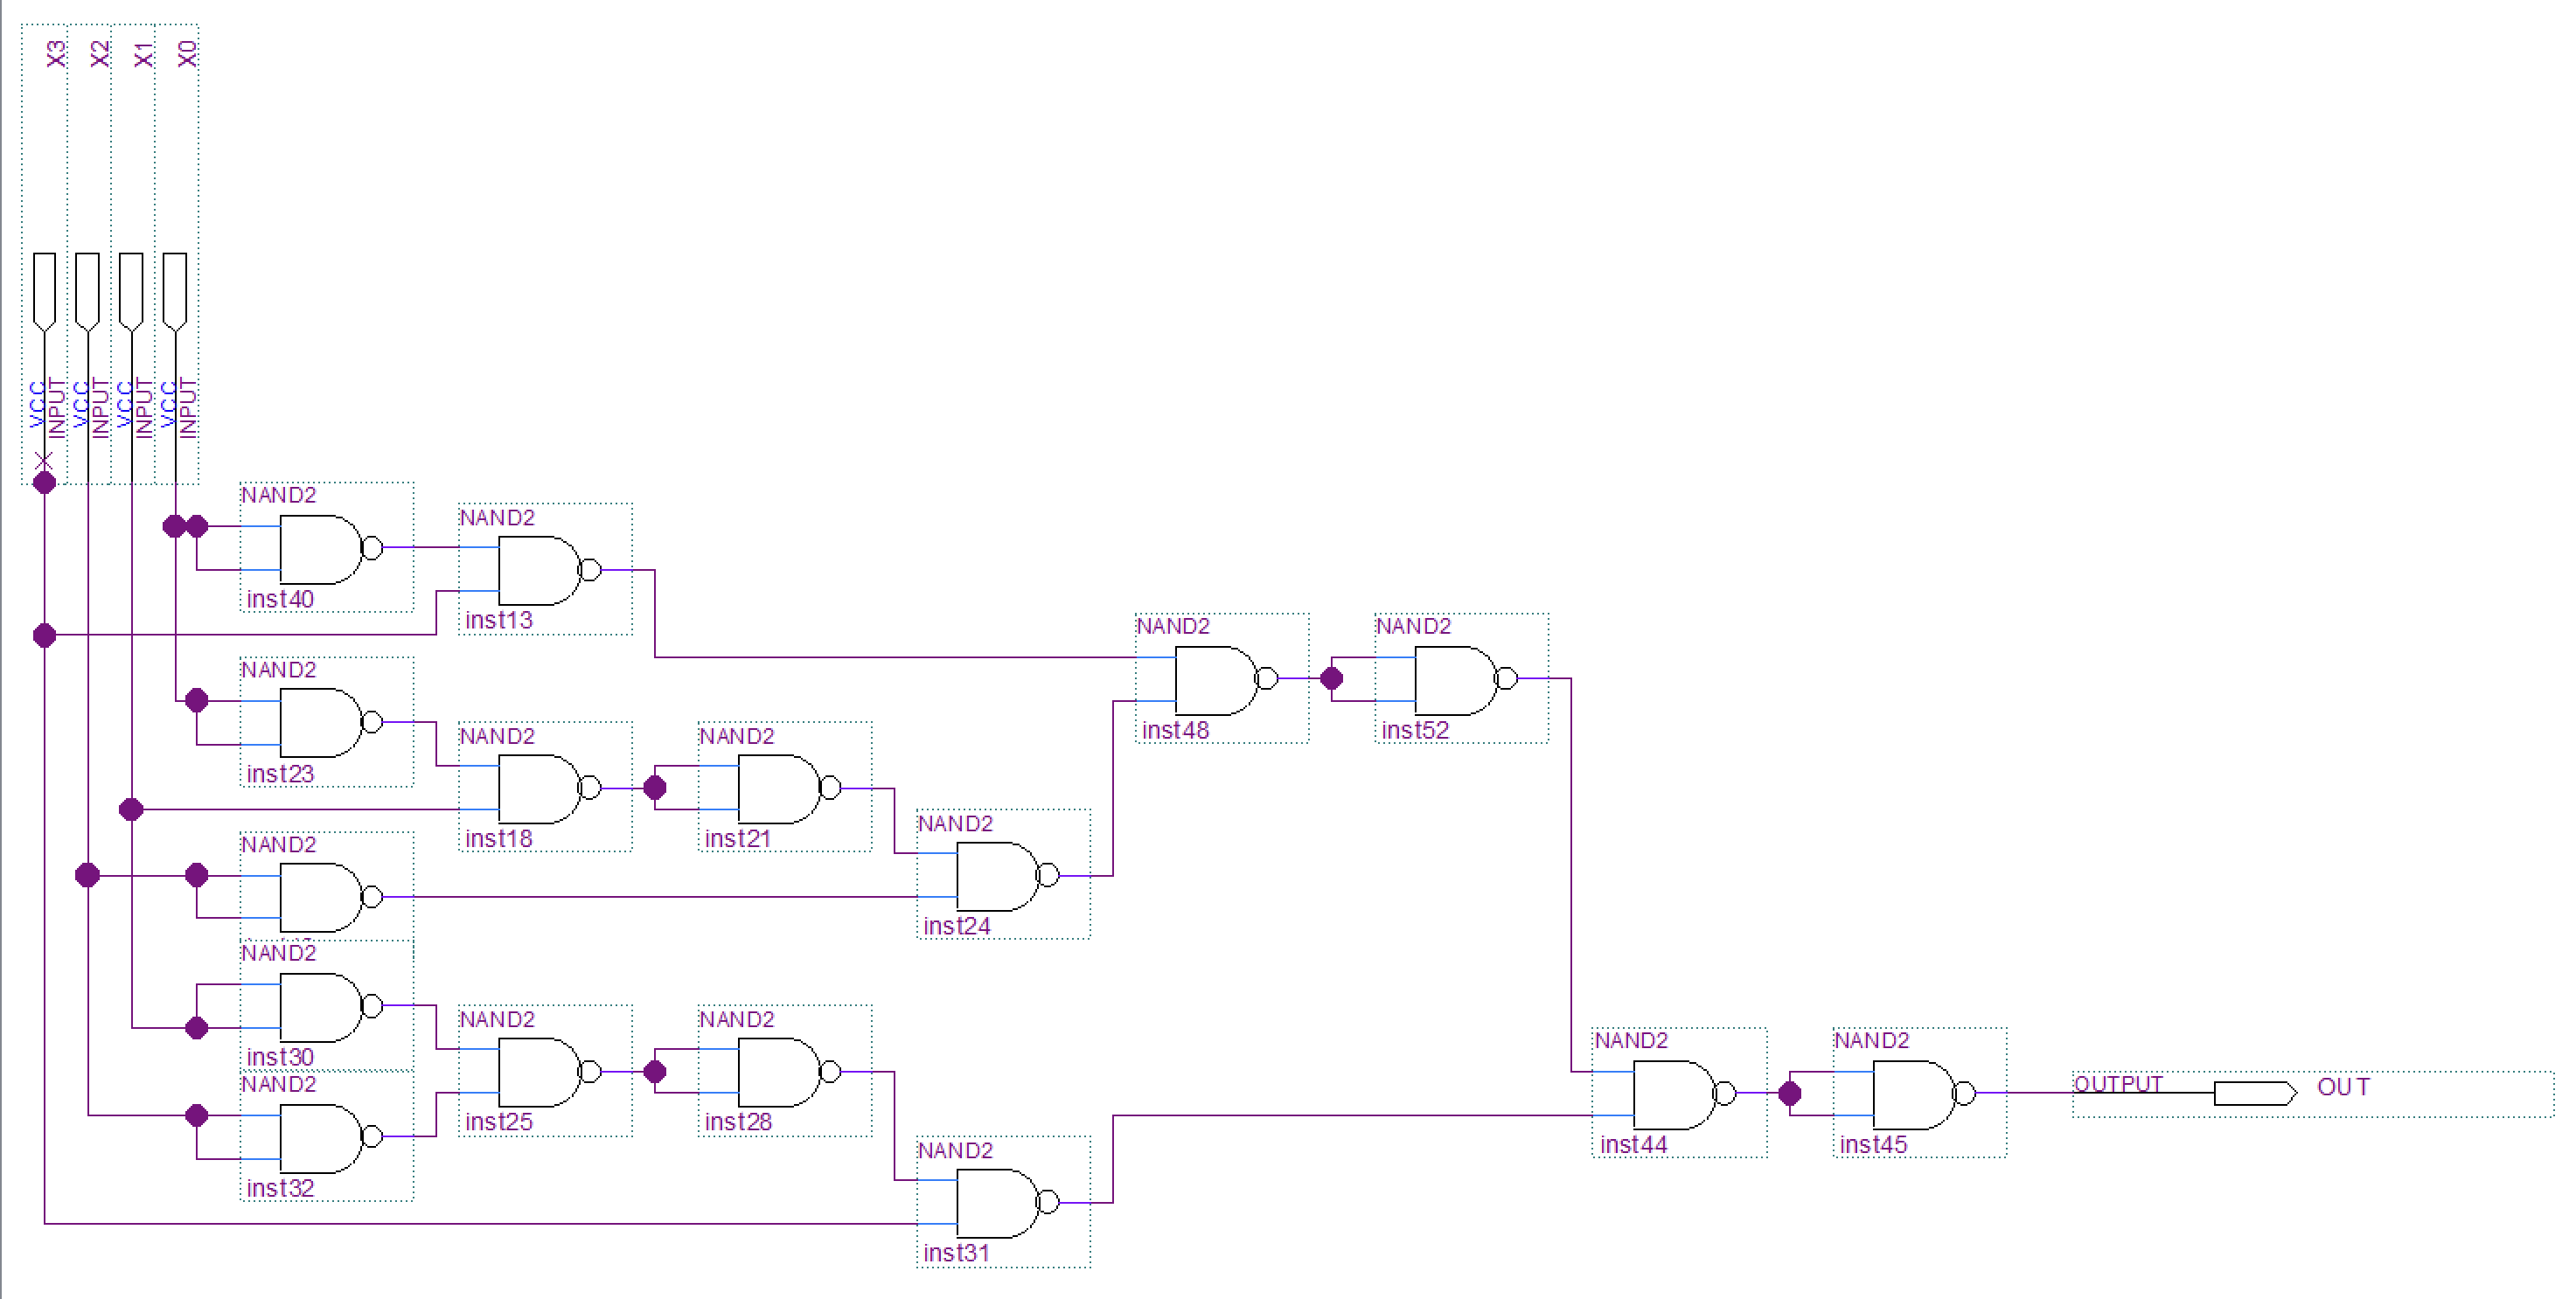 X3
X2
X1
X0
VCC
INPUT
VCC
INPUT
VCC
INPUT
VCC
INPUT
NAND2
inst40
NAND2
inst13
NAND2
inst23
NAND2
inst18
NAND2
inst21
NAND2
inst48
NAND2
inst52
NAND2
NAND2
inst24
NAND2
inst30
NAND2
inst25
NAND2
inst28
NAND2
inst32
NAND2
inst31
NAND2
inst44
NAND2
inst45
OUTPUT
OUT